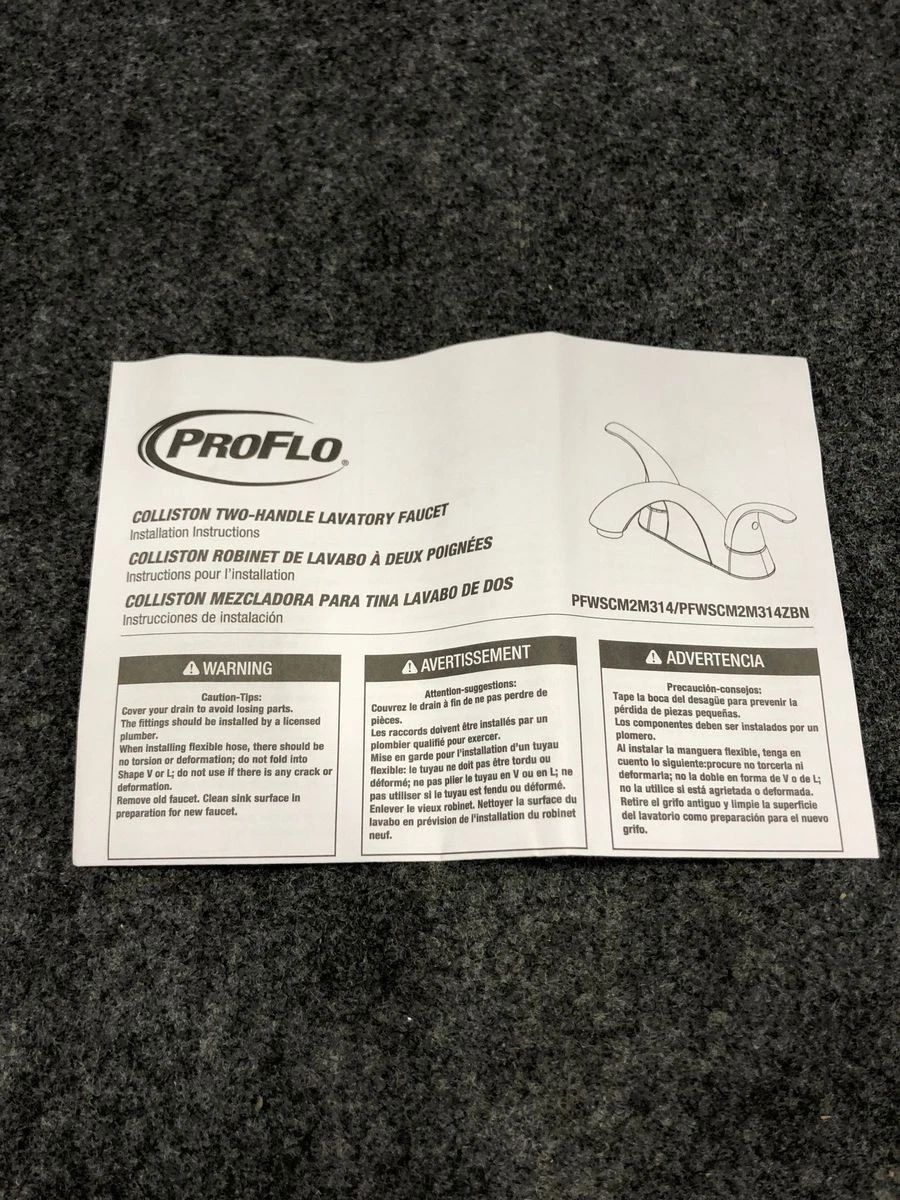 PROFLO®
COLLISTON TWO-HANDLE LAVATORY FAUCET
Installation Instructions
COLLISTON ROBINET DE LAVABO À DEUX POIGNÉES
Instructions pour l'installation
COLLISTON MEZCLADORA PARA TINA LAVABO DE DOS
Instrucciones de instalación
PFWSCM2M314/PFWSCM2M314ZBN
WARNING
Caution-Tips:
Cover your drain to avoid losing parts.
The fittings should be installed by a licensed
plumber.
When installing flexible hose, there should be
no torsion or deformation; do not fold into
Shape V or L; do not use if there is any crack or
deformation.
Remove old faucet. Clean sink surface in
preparation for new faucet.
AVERTISSEMENT
Attention-suggestions:
Couvrez le drain à fin de ne pas perdre de
pièces.
Les raccords doivent être installés par un
plombier qualifié pour exercer.
Mise en garde pour l'installation d'un tuyau
flexible: le tuyau ne doit pas être tordu ou
déformé; ne pas plier le tuyau en V ou en L; ne
pas utiliser si le tuyau est fendu ou déformé.
Enlever le vieux robinet. Nettoyer la surface du
lavabo en prévision de l'installation du robinet
neuf.
ADVERTENCIA
Precaución-consejos:
Tape la boca del desagüe para prevenir la
pérdida de piezas pequeñas.
Los componentes deben ser instalados por un
plomero.
Al instalar la manguera flexible, tenga en
cuento lo siguiente:procure no torcerla ni
deformarla; no la doble en forma de V o de L;
no la utilice si está agrietada o deformada.
Retire el grifo antiguo y limpie la superficie
del lavatorio como preparación para el nuevo
grifo.